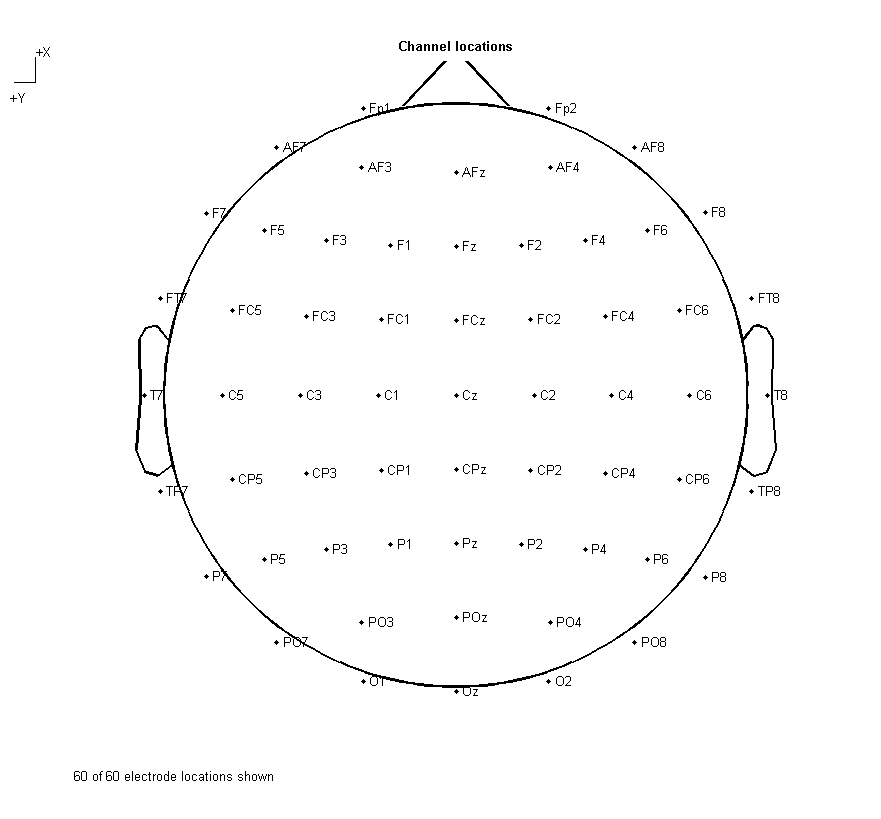 Channel locations
+X
+Y
Fp1 Fp2
AF7 AF8
AF3 AFz AF4
F7 F8
F5 F3 F1 Fz F2 F4 F6
FT7 FT8
FC5 FC3 FC1 FCz FC2 FC4 FC6
T7 C5 C3 C1 Cz C2 C4 C6 T8
CP5 CP3 CP1 CPz CP2 CP4 CP6
TP7 TP8
P5 P3 P1 Pz P2 P4 P6
P7 P8
PO3 POz PO4
PO7 PO8
O1 Oz O2
60 of 60 electrode locations shown